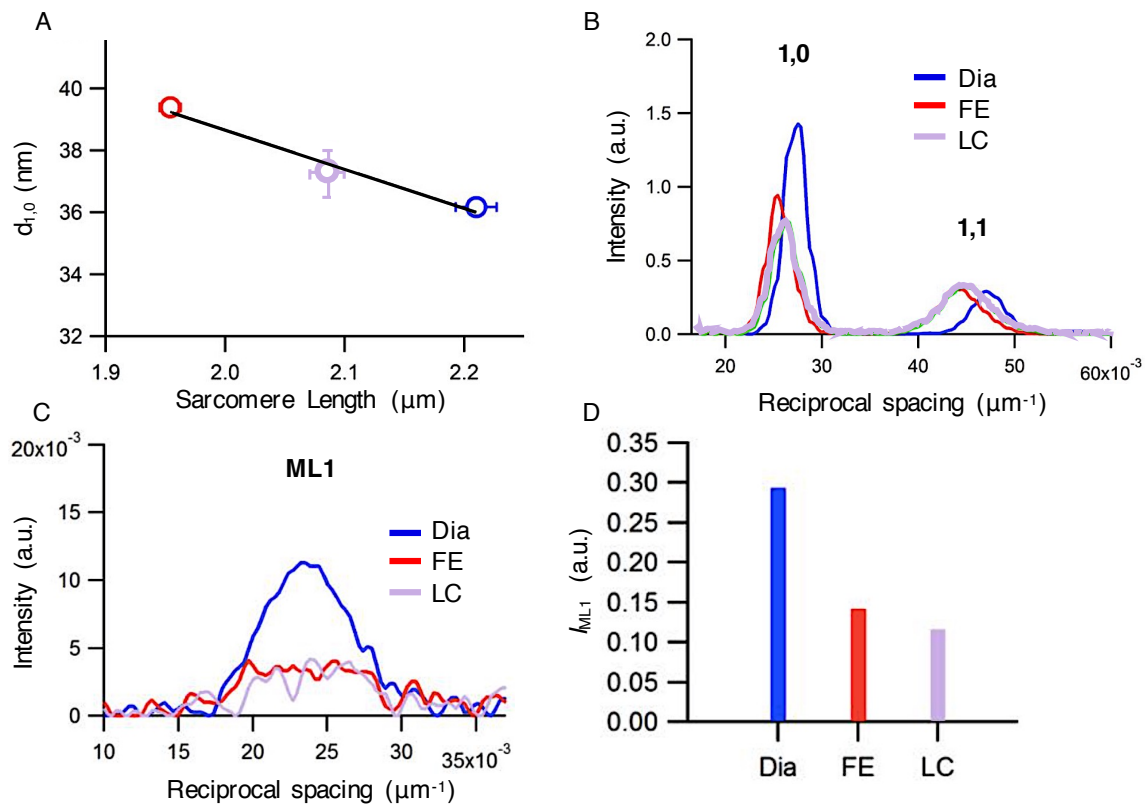 A
d1,0 (nm)
40
38
36
34
32
1.9
2.0
2.1
2.2
Sarcomere Length (µm)
B
Intensity (a.u.)
2.0
1.5
1.0
0.5
0.0
1,0
1,1
Dia
FE
LC
20
30
40
50
60x10-3
Reciprocal spacing (µm-1)
C
Intensity (a.u.)
20x10-3
15
10
5
0
ML1
Dia
FE
LC
10
15
20
25
30
35x10-3
Reciprocal spacing (µm-1)
D
IML1 (a.u.)
0.35
0.30
0.25
0.20
0.15
0.10
0.05
0.00
Dia
FE
LC